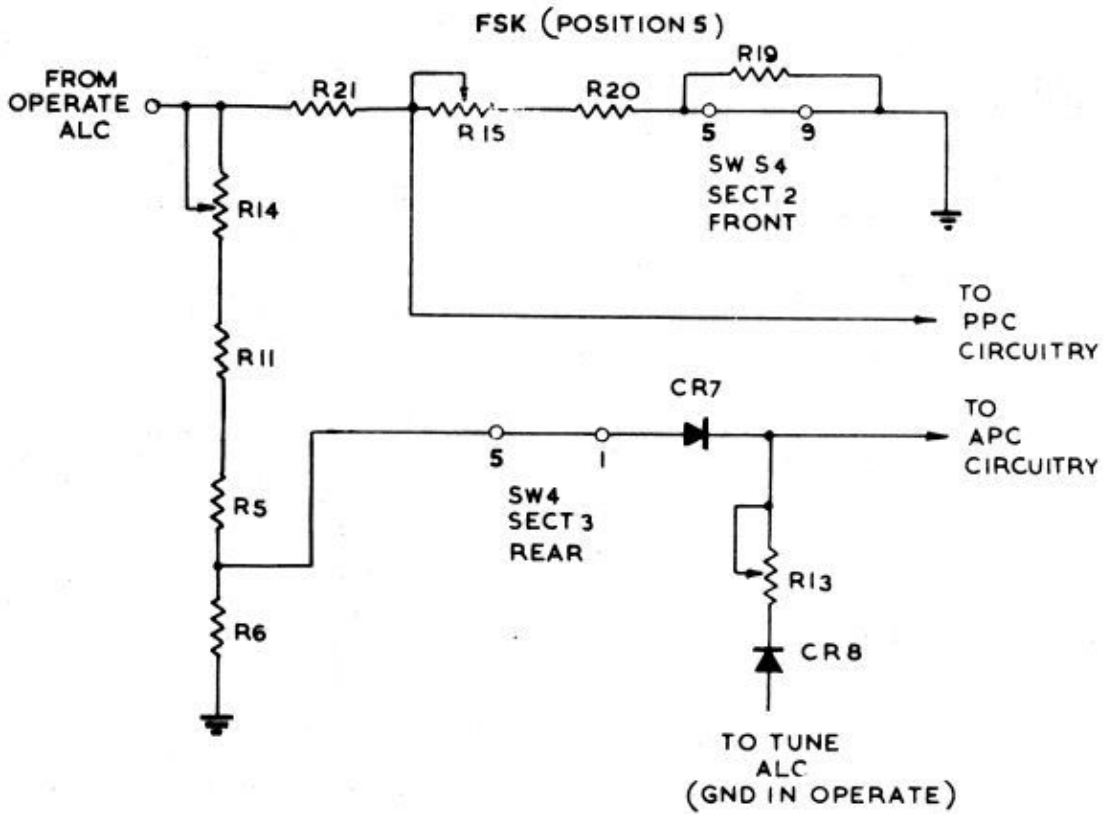 FSK (POSITION 5)
FROM
OPERATE
ALC
R21
R15
R20
R19
5
9
SW S4
SECT 2
FRONT
R14
TO
PPC
CIRCUITRY
R11
CR7
TO
APC
CIRCUITRY
5
1
SW4
SECT 3
REAR
R5
R13
R6
CR8
TO TUNE
ALC
(GND IN OPERATE)